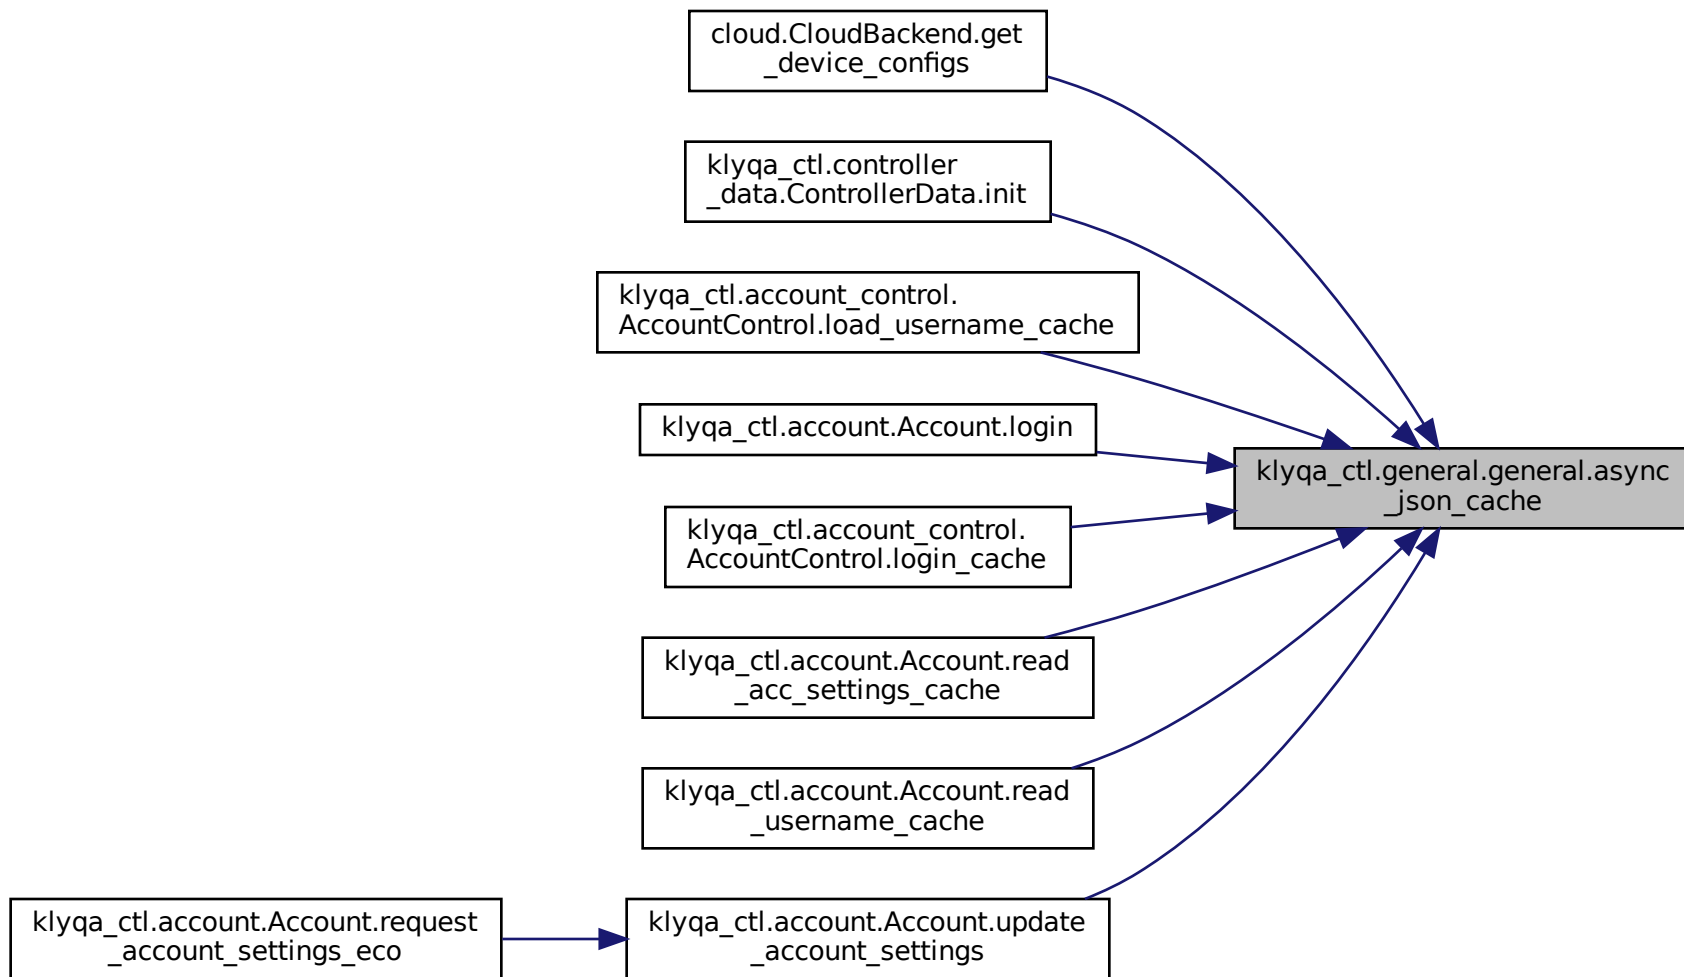 cloud.CloudBackend.get
_device_configs
klyqa_ctl.controller
_data.ControllerData.init
klyqa_ctl.account_control.
AccountControl.load_username_cache
klyqa_ctl.account.Account.login
klyqa_ctl.general.general.async
_json_cache
klyqa_ctl.account_control.
AccountControl.login_cache
klyqa_ctl.account.Account.read
_acc_settings_cache
klyqa_ctl.account.Account.read
_username_cache
klyqa_ctl.account.Account.request
_account_settings_eco
klyqa_ctl.account.Account.update
_account_settings